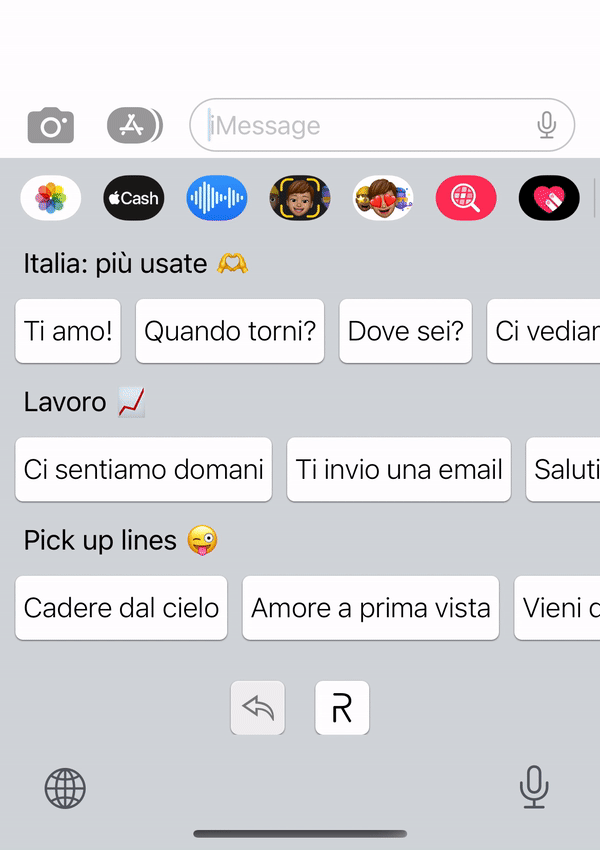 iMessage
Cash
Italia: più usate
Ti amo!
Quando torni?
Dove sei?
Ci vediam
Lavoro
Ci sentiamo domani
Ti invio una email
Saluti
Pick up lines
Cadere dal cielo
Amore a prima vista
Vieni
R